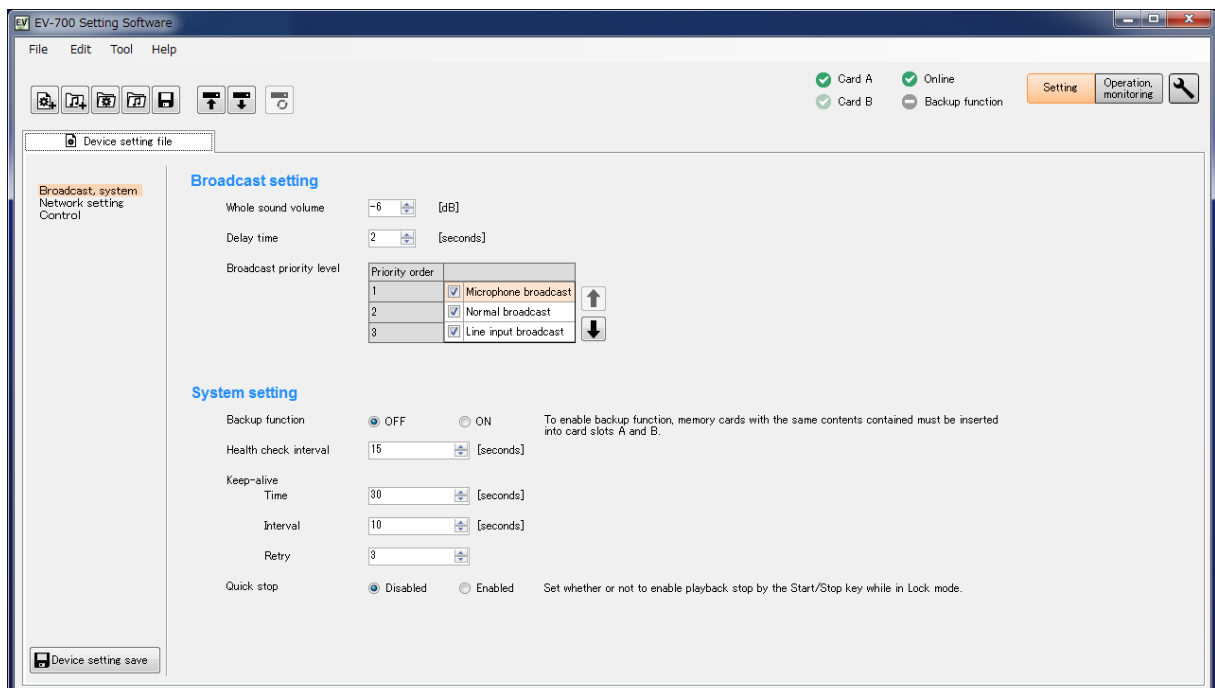 EV EV-700 Setting Software
File Edit Tool Help
Card A Online
Card B Backup function
Setting
Operation,
monitoring
Device setting file
Broadcast, system
Network setting
Control
Broadcast setting
Whole sound volume -6 [dB]
Delay time 2 [seconds]
Broadcast priority level
Priority order
1 Microphone broadcast
2 Normal broadcast
3 Line input broadcast
System setting
Backup function OFF ON To enable backup function, memory cards with the same contents contained must be inserted
into card slots A and B.
Health check interval 15 [seconds]
Keep-alive
Time 30 [seconds]
Interval 10 [seconds]
Retry 3
Quick stop Disabled Enabled Set whether or not to enable playback stop by the Start/Stop key while in Lock mode.
Device setting save